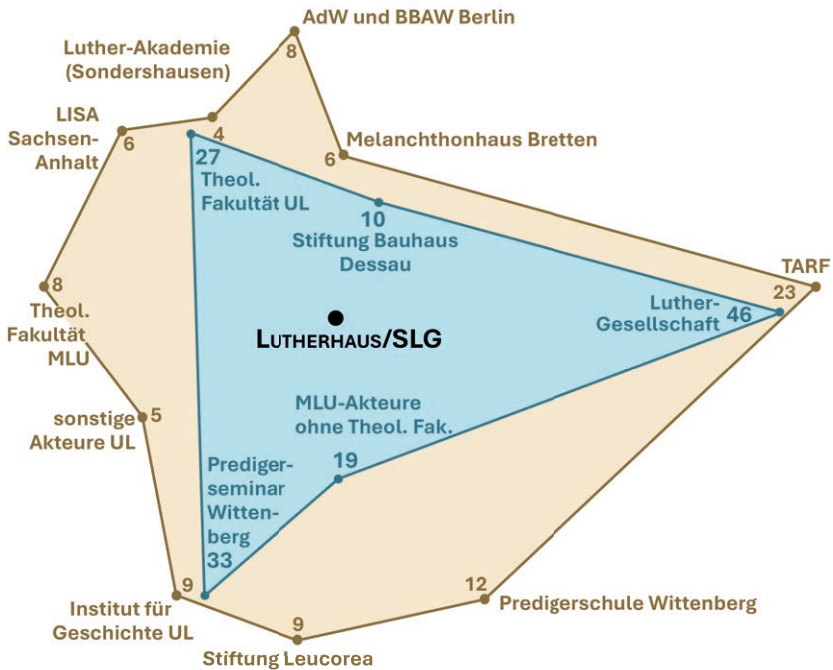 AdW und BBAW Berlin
8
Luther-Akademie
(Sondershausen)
4
LISA
Sachsen-
Anhalt
6
Melanchthonhaus Bretten
6
27
Theol.
Fakultät UL
10
Stiftung Bauhaus
Dessau
TARF
23
Luther-
Gesellschaft
46
8
Theol.
Fakultät
MLU
LUTHERHAUS/SLG
MLU-Akteure
ohne Theol. Fak.
19
sonstige
Akteure UL
5
Prediger-
seminar
Witten-
berg
33
9
Institut für
Geschichte UL
9
Stiftung Leucorea
12
Predigerschule Wittenberg